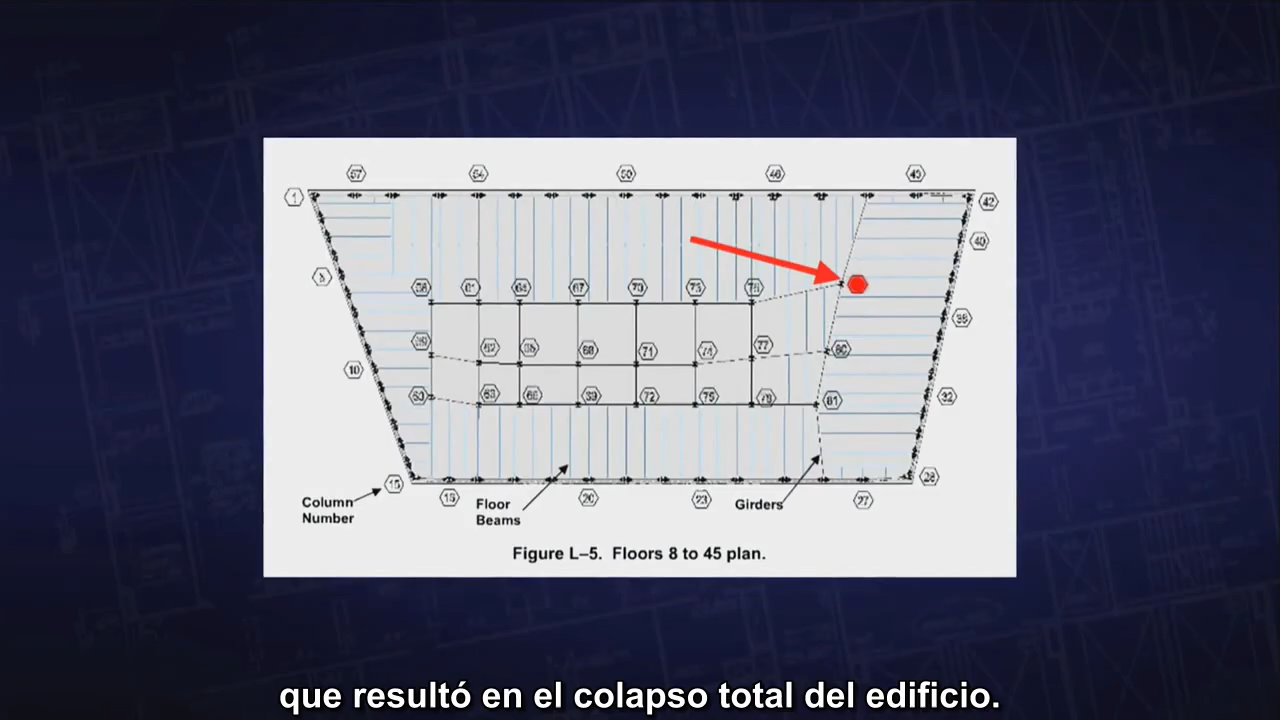 57 54 50 46 43
1 42
40
5
58 61 64 67 70 73 76
38
59 62 65 68 71 74 77 80
10
60 63 66 69 72 75 78 81 32
15 28
16 20 23 27
Column
Number
Floor
Beams
Girders
Figure L–5. Floors 8 to 45 plan.
que resultó en el colapso total del edificio.